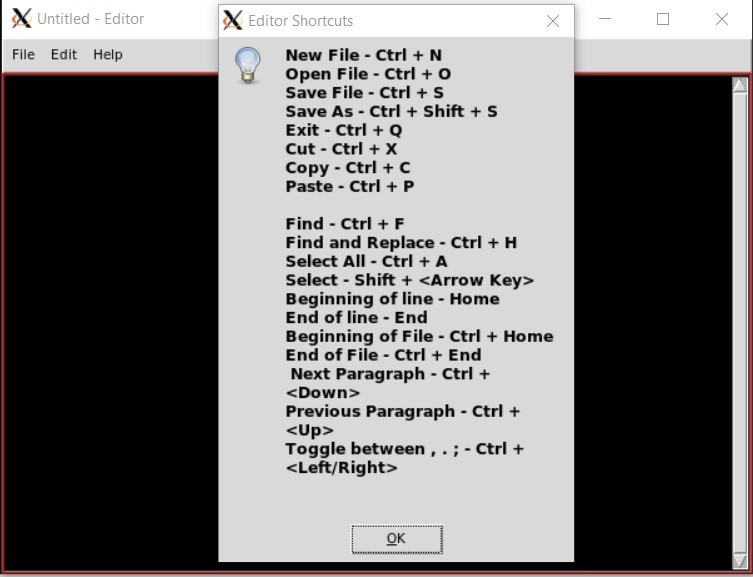 Untitled - Editor
Editor Shortcuts
File Edit Help
New File - Ctrl + N
Open File - Ctrl + O
Save File - Ctrl + S
Save As - Ctrl + Shift + S
Exit - Ctrl + Q
Cut - Ctrl + X
Copy - Ctrl + C
Paste - Ctrl + P
Find - Ctrl + F
Find and Replace - Ctrl + H
Select All - Ctrl + A
Select - Shift + <Arrow Key>
Beginning of line - Home
End of line - End
Beginning of File - Ctrl + Home
End of File - Ctrl + End
Next Paragraph - Ctrl +
<Down>
Previous Paragraph - Ctrl +
<Up>
Toggle between , . ; - Ctrl +
<Left/Right>
OK